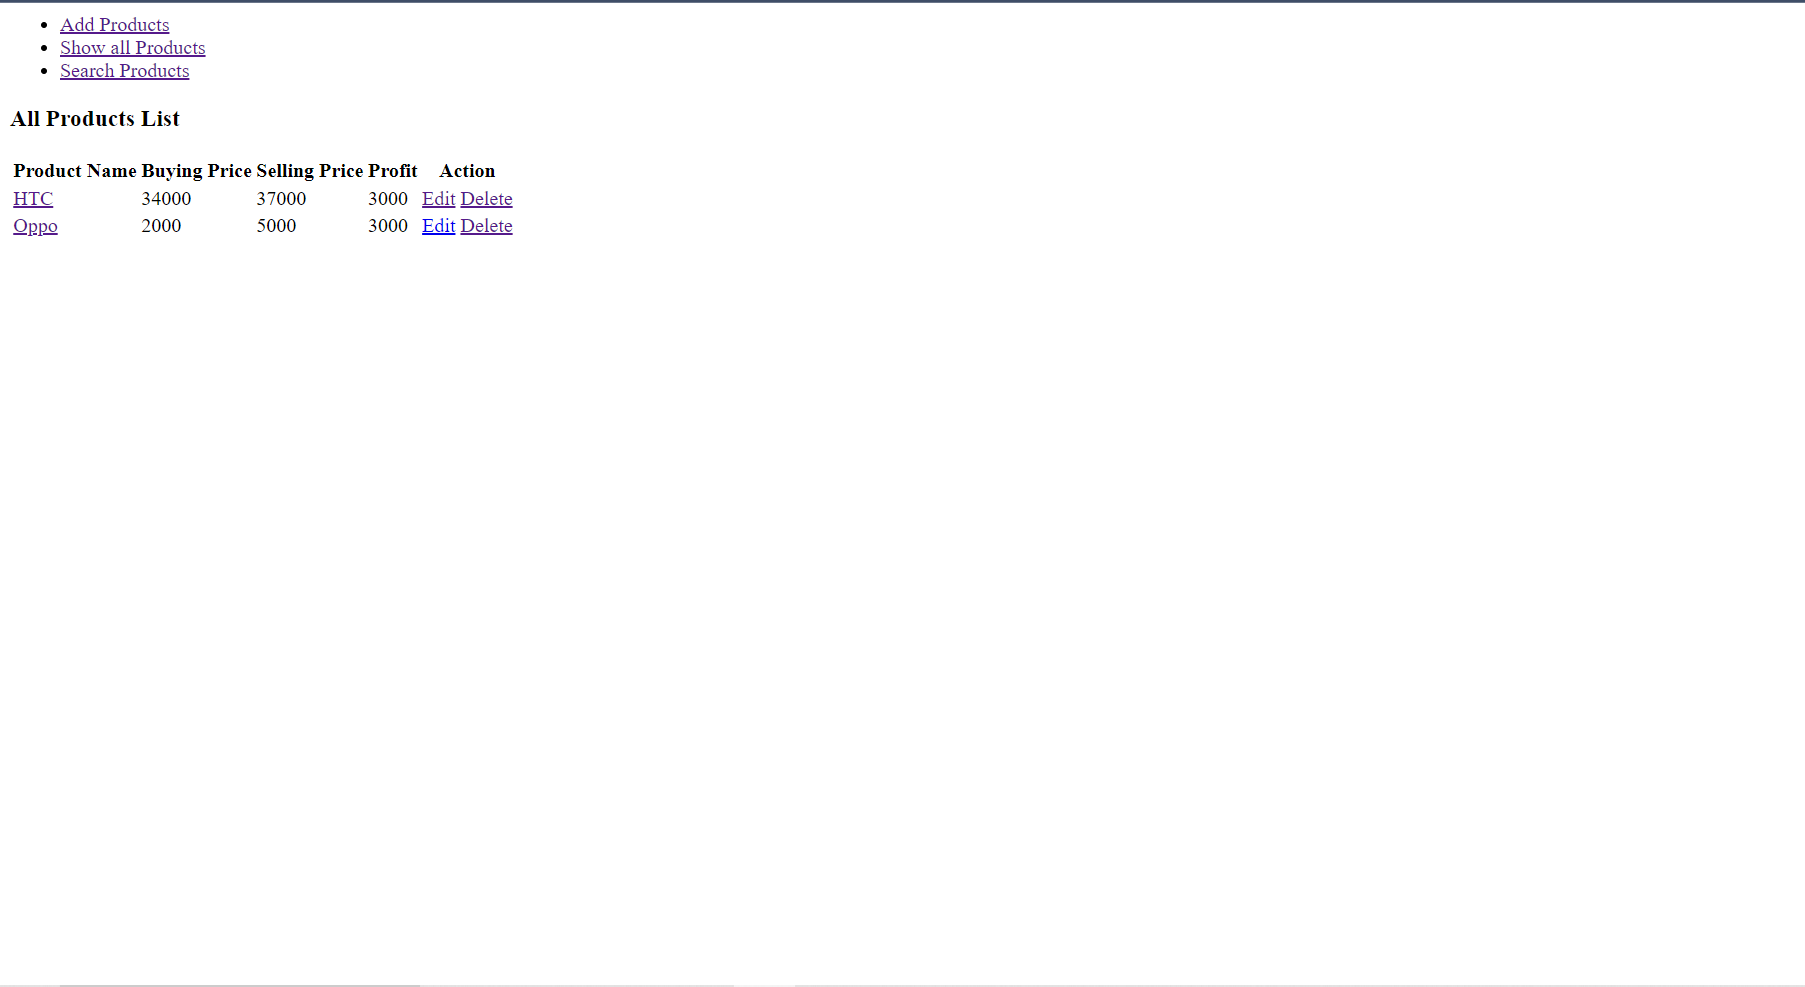 Add Products
Show all Products
Search Products
All Products List
Product Name Buying Price Selling Price Profit Action
HTC 34000 37000 3000 Edit Delete
Oppo 2000 5000 3000 Edit Delete